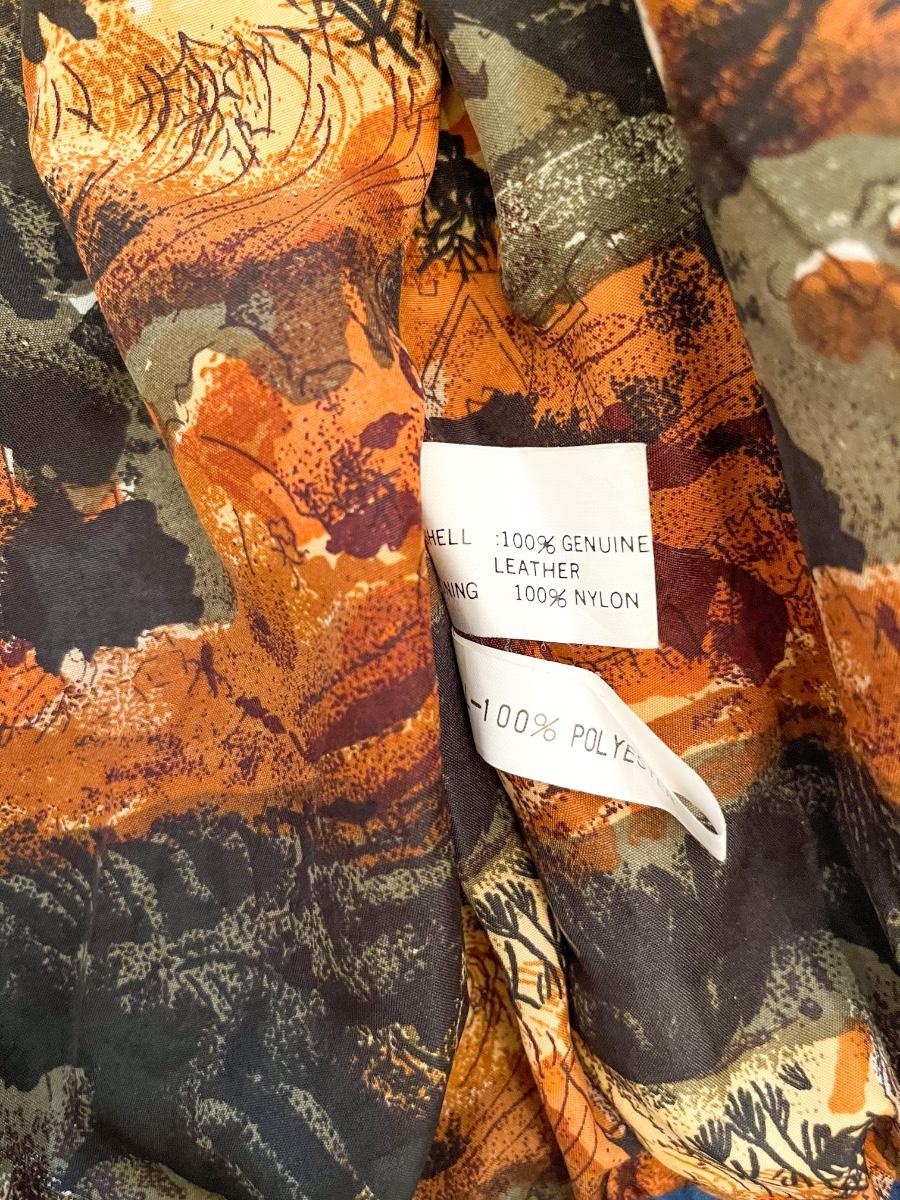 HELL :100% GENUINE
LEATHER
NING 100% NYLON
-100% POLYES